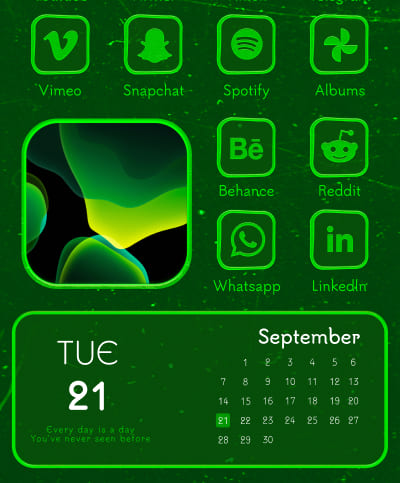 Vimeo Snapchat Spotify Albums
Bē
Behance Reddit
in
Whatsapp LinkedIn
TUE
21
Every day is a day
You've never seen before
September
1 2 3 4 5 6
7 8 9 10 11 12 13
14 15 16 17 18 19 20
21 22 23 24 25 26 27
28 29 30